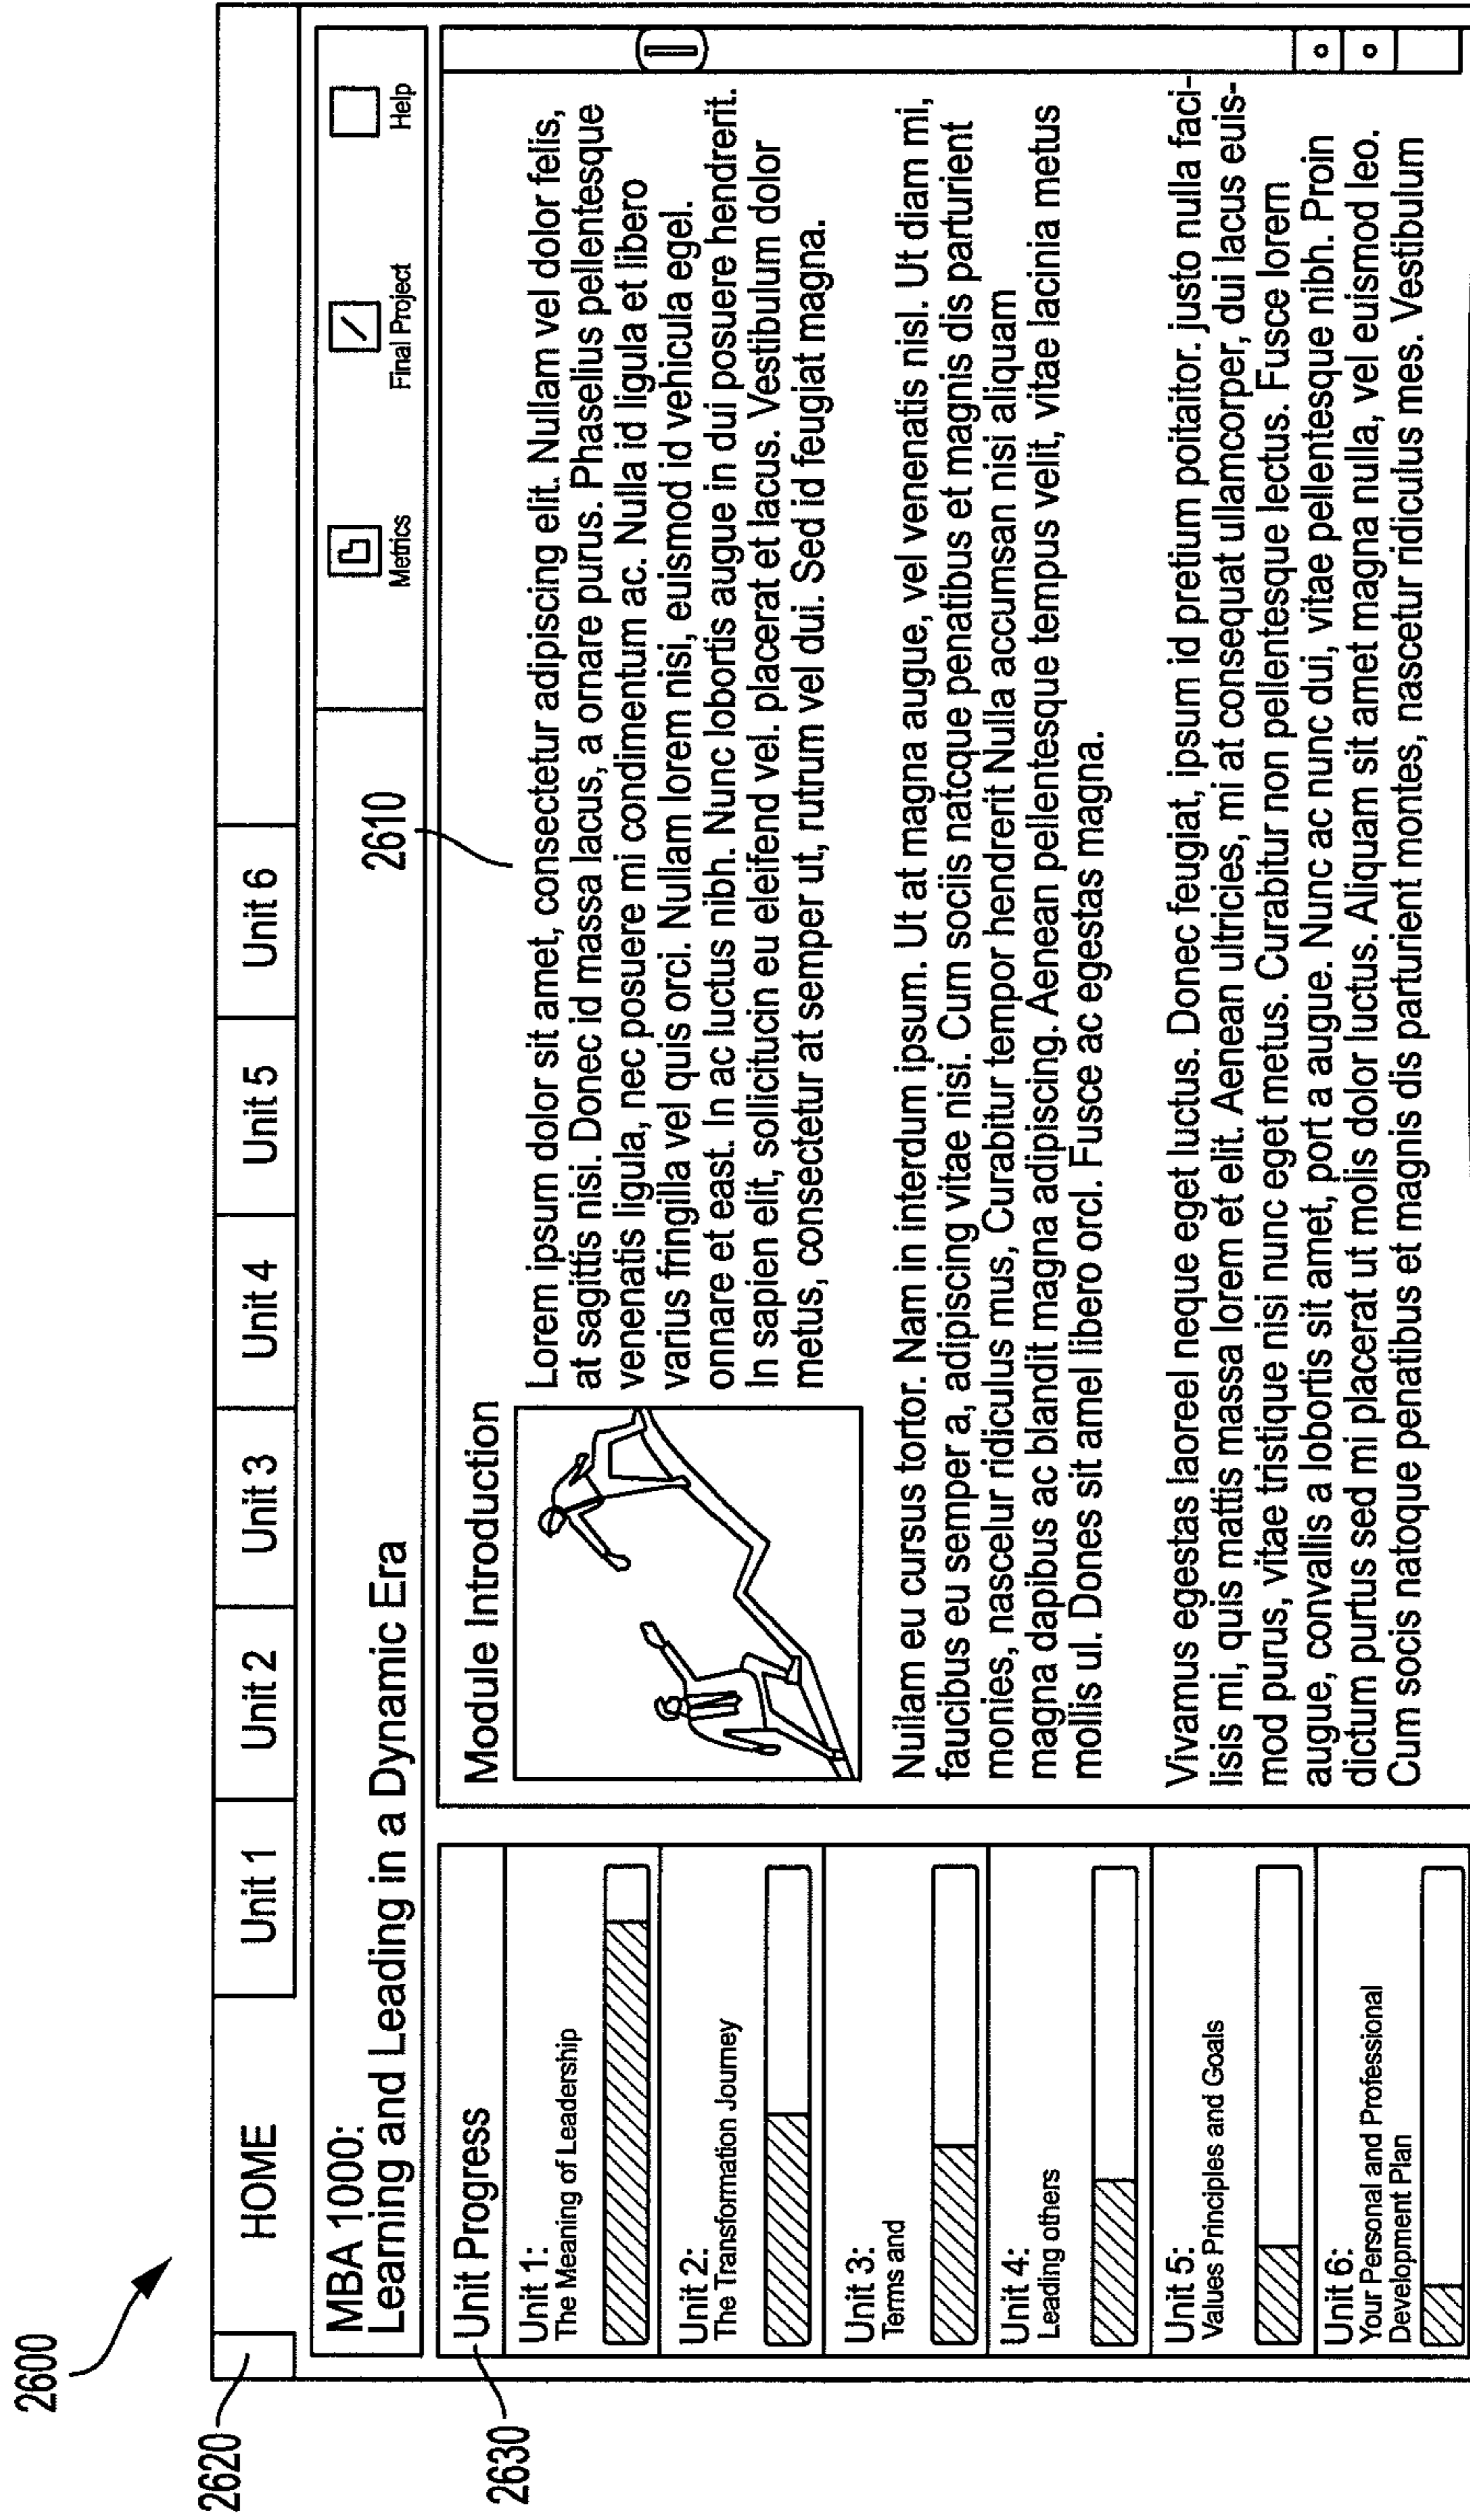 2600
2620
HOME
Unit 1
Unit 2
Unit 3
Unit 4
Unit 5
Unit 6
MBA 1000:
Learning and Leading in a Dynamic Era
2610
Metrics
Final Project
Help
2630
Unit Progress
Unit 1:
The Meaning of Leadership
Unit 2:
The Transformation Journey
Unit 3:
Terms and
Unit 4:
Leading others
Unit 5:
Values Principles and Goals
Unit 6:
Your Personal and Professional
Development Plan
Module Introduction
Lorem ipsum dolor sit amet, consectetur adipiscing elit. Nullam vel dolor felis,
at sagittis nisi. Donec id massa lacus, a ornare purus. Phaselius pellentesque
venenatis ligula, nec posuere mi condimentum ac. Nulla id ligula et libero
varius fringilla vel quis orci. Nullam lorem nisi, euismod id vehicula egel.
onnare et east. In ac luctus nibh. Nunc lobortis augue in dui posuere hendrerit.
In sapien elit, sollicitucin eu eleifend vel. placerat et lacus. Vestibulum dolor
metus, consectetur at semper ut, rutrum vel dui. Sed id feugiat magna.
Nuilam eu cursus tortor. Nam in interdum ipsum. Ut at magna augue, vel venenatis nisl. Ut diam mi,
faucibus eu semper a, adipiscing vitae nisi. Cum sociis natcque penatibus et magnis dis parturient
monies, nascelur ridiculus mus, Curabitur tempor hendrerit Nulla accumsan nisi aliquam
magna dapibus ac blandit magna adipiscing. Aenean pellentesque tempus velit, vitae lacinia metus
mollis ul. Dones sit amel libero orcl. Fusce ac egestas magna.
Vivamus egestas laoreel neque eget luctus. Donec feugiat, ipsum id pretium poitaitor. justo nulla faci-
lisis mi, quis mattis massa lorem et elit. Aenean ultricies, mi at consequat ullamcorper, dui lacus euis-
mod purus, vitae tristique nisi nunc eget metus. Curabitur non pellentesque lectus. Fusce lorem
augue, convallis a lobortis sit amet, port a augue. Nunc ac nunc dui, vitae pellentesque nibh. Proin
dictum purtus sed mi placerat ut molis dolor luctus. Aliquam sit amet magna nulla, vel euismod leo.
Cum socis natoque penatibus et magnis dis parturient montes, nascetur ridiculus mes. Vestibulum